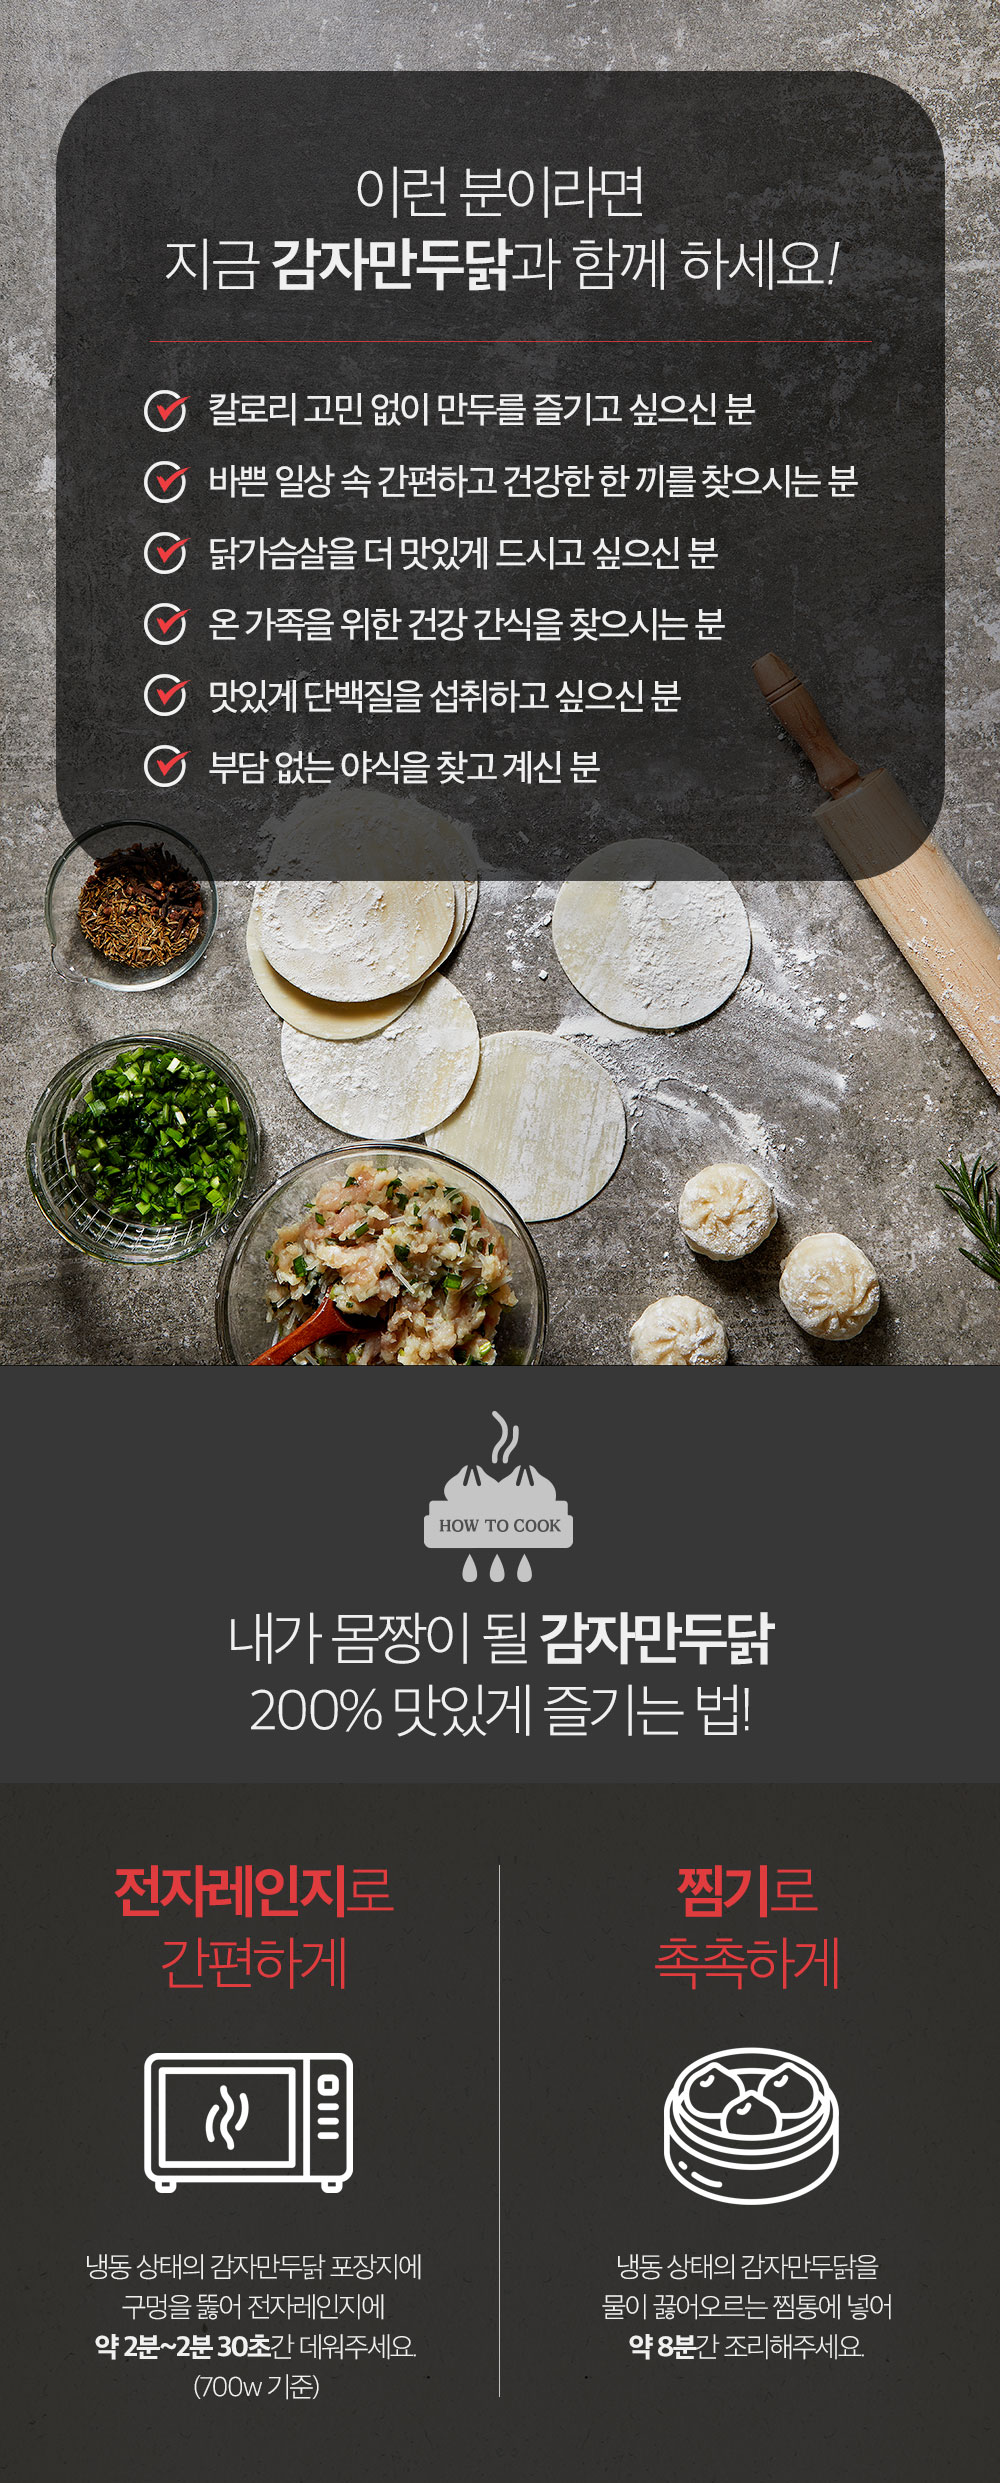 이런 분이라면
지금 감자만두닭과 함께 하세요!
칼로리 고민 없이 만두를 즐기고 싶으신 분
바쁜 일상 속 간편하고 건강한 한 끼를 찾으시는 분
닭가슴살을 더 맛있게 드시고 싶으신 분
온 가족을 위한 건강 간식을 찾으시는 분
맛있게 단백질을 섭취하고 싶으신 분
부담 없는 야식을 찾고 계신 분
HOW TO COOK
내가 몸짱이 될 감자만두닭
200% 맛있게 즐기는 법!
전자레인지로
간편하게
냉동 상태의 감자만두닭 포장지에
구멍을 뚫어 전자레인지에
약 2분~2분 30초간 데워주세요.
(700w 기준)
찜기로
촉촉하게
냉동 상태의 감자만두닭을
물이 끓어오르는 찜통에 넣어
약 8분간 조리해주세요.